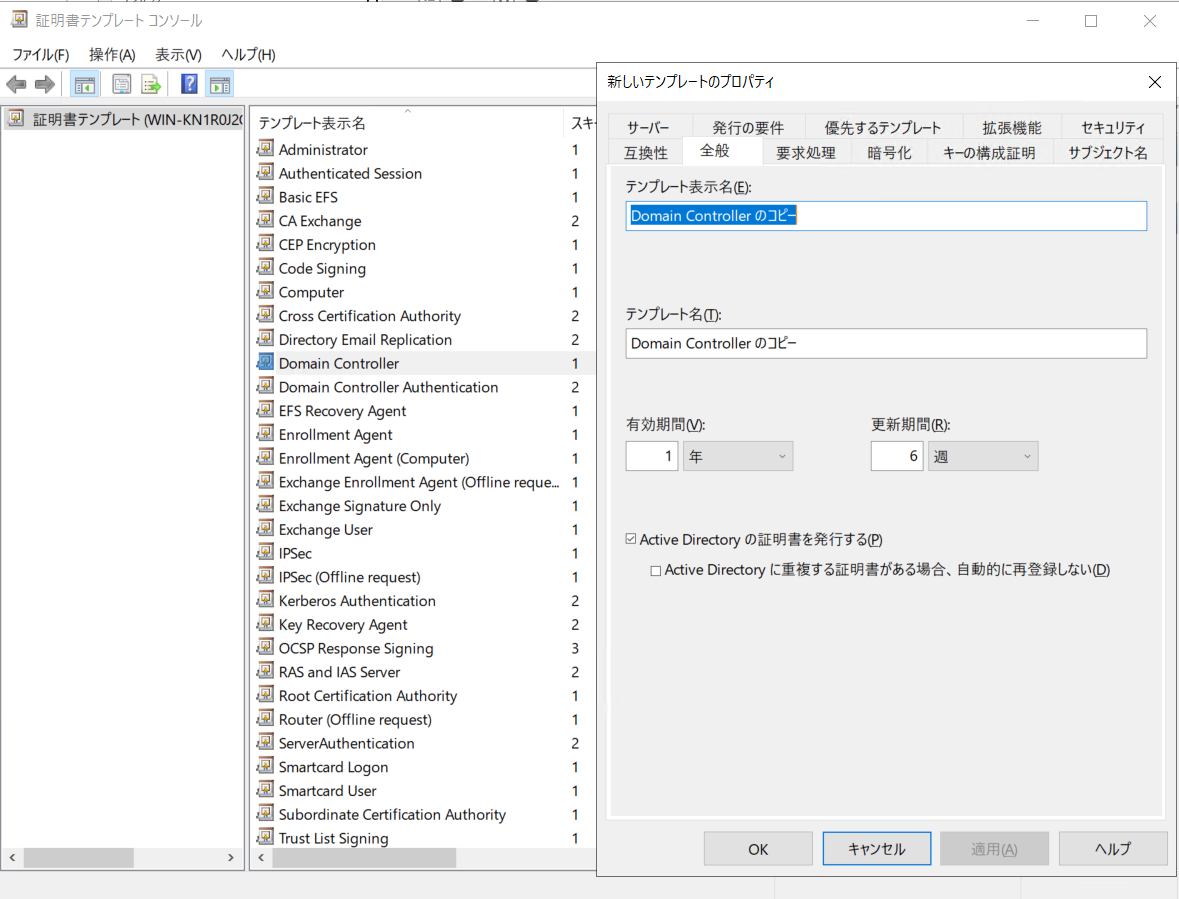 証明書テンプレート コンソール
ファイル(F) 操作(A) 表示(V) ヘルプ(H)
証明書テンプレート (WIN-KN1R0J2
テンプレート表示名 スキ
Administrator 1
Authenticated Session 1
Basic EFS 1
CA Exchange 2
CEP Encryption 1
Code Signing 1
Computer 1
Cross Certification Authority 2
Directory Email Replication 2
Domain Controller 1
Domain Controller Authentication 2
EFS Recovery Agent 1
Enrollment Agent 1
Enrollment Agent (Computer) 1
Exchange Enrollment Agent (Offline reque... 1
Exchange Signature Only 1
Exchange User 1
IPSec 1
IPSec (Offline request) 1
Kerberos Authentication 2
Key Recovery Agent 2
OCSP Response Signing 3
RAS and IAS Server 2
Root Certification Authority 1
Router (Offline request) 1
ServerAuthentication 2
Smartcard Logon 1
Smartcard User 1
Subordinate Certification Authority 1
Trust List Signing 1
新しいテンプレートのプロパティ
サーバー 発行の要件 優先するテンプレート 拡張機能 セキュリティ
互換性 全般 要求処理 暗号化 キーの構成証明 サブジェクト名
テンプレート表示名(E):
Domain Controller のコピー
テンプレート名(T):
Domain Controller のコピー
有効期間(V): 更新期間(R):
1 年 6 週
Active Directory の証明書を発行する(P)
Active Directory に重複する証明書がある場合、自動的に再登録しない(D)
OK キャンセル 適用(A) ヘルプ